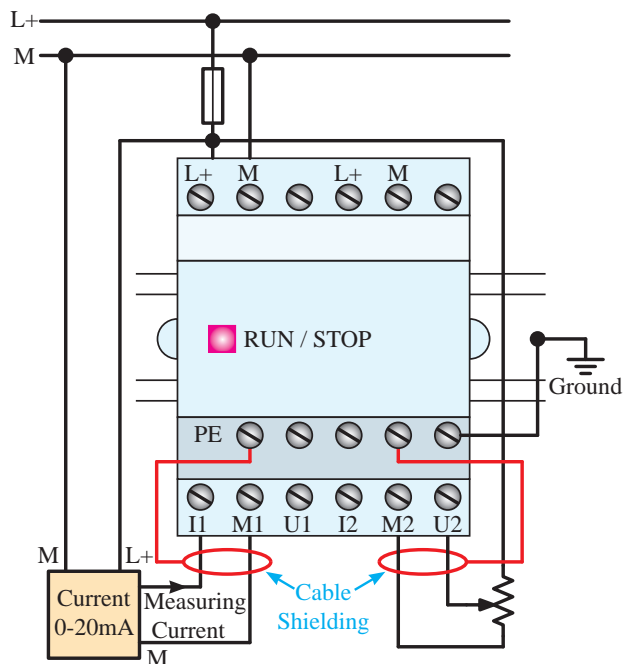 L+
M
L+ M L+ M
RUN / STOP
Ground
PE
I1 M1 U1 I2 M2 U2
M L+
Current
0-20mA
Measuring
Current
M
Cable
Shielding